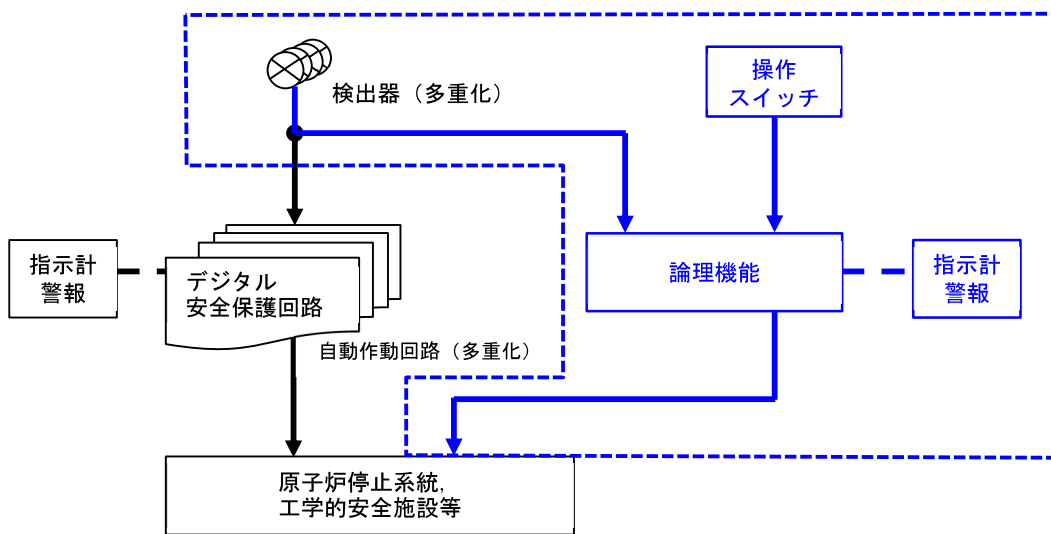 検出器（多重化）
操作
スイッチ
指示計
警報
デジタル
安全保護回路
論理機能
指示計
警報
自動作動回路（多重化）
原子炉停止系統,
工学的安全施設等